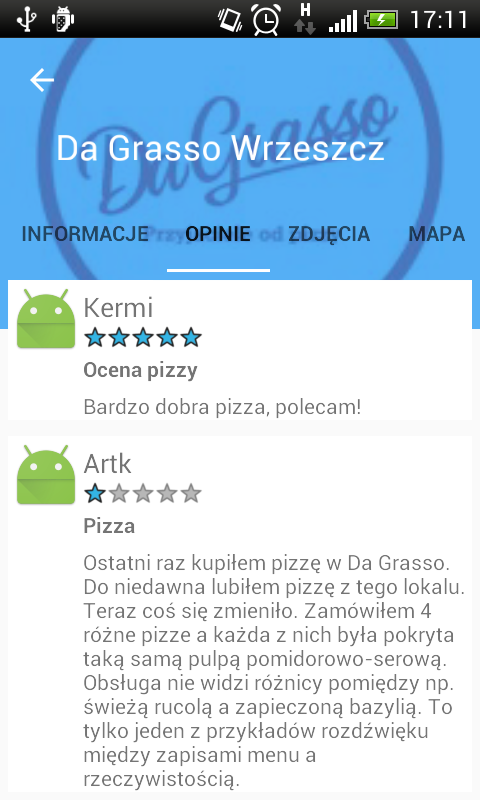 H 17:11
Da Grasso
Da Grasso Wrzeszcz
INFORMACJE OPINIE ZDJĘCIA MAPA
Kermi
Ocena pizzy
Bardzo dobra pizza, polecam!
Artk
Pizza
Ostatni raz kupiłem pizzę w Da Grasso.
Do niedawna lubiłem pizzę z tego lokalu.
Teraz coś się zmieniło. Zamówiłem 4
różne pizze a każda z nich była pokryta
taką samą pulpą pomidorowo-serową.
Obsługa nie widzi różnicy pomiędzy np.
świeżą rucolą a zapieczoną bazylią. To
tylko jeden z przykładów rozdźwięku
między zapisami menu a
rzeczywistością.